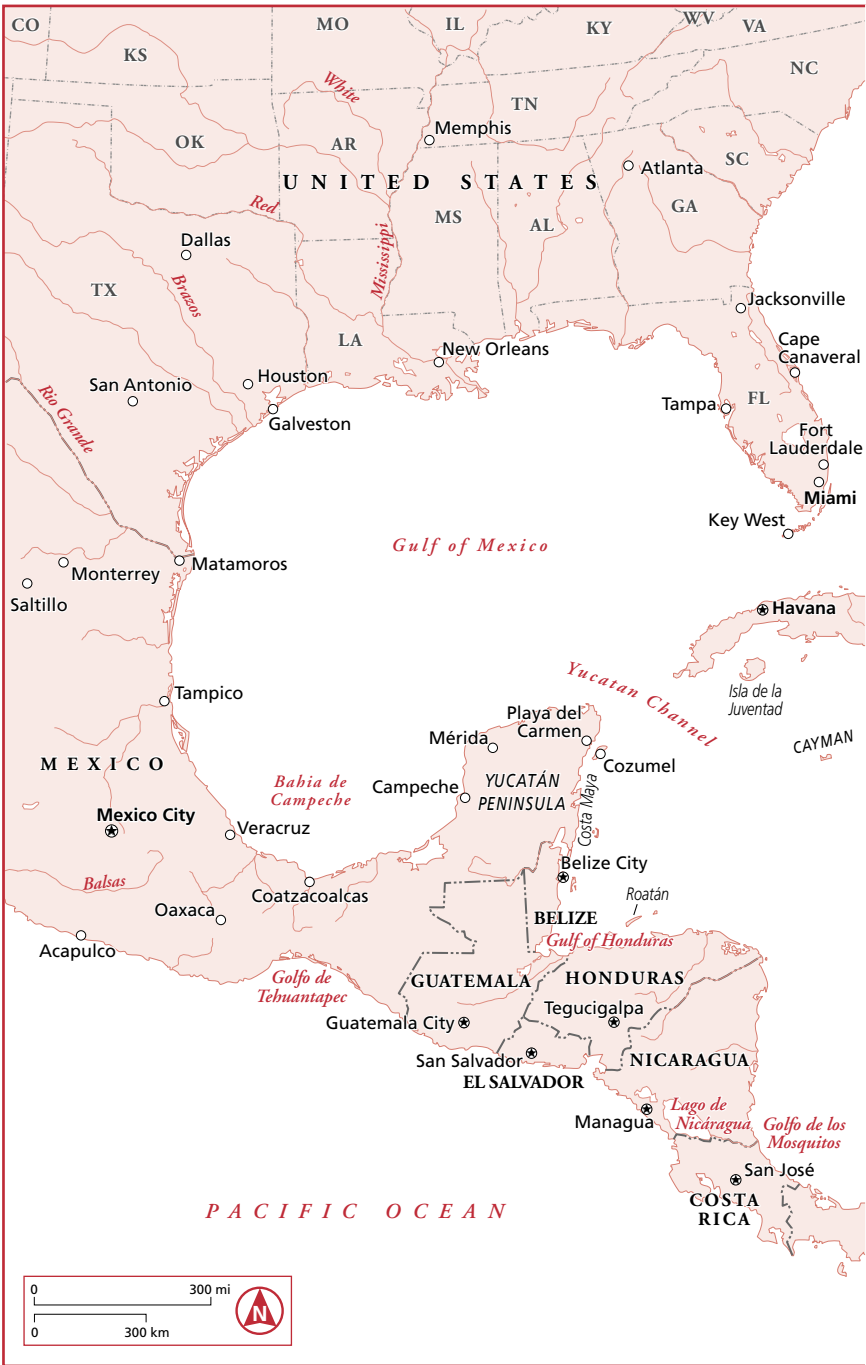 CO
MO
IL
KY
WV
VA
KS
NC
White
TN
Memphis
OK
AR
SC
Atlanta
UNITED STATES
Red
MS
GA
AL
Mississippi
Dallas
Brazos
TX
Jacksonville
LA
New Orleans
Cape
Canaveral
San Antonio
Houston
Rio Grande
Galveston
Tampa
FL
Fort
Lauderdale
Miami
Key West
Gulf of Mexico
Monterrey
Matamoros
Saltillo
Havana
Yucatan Channel
Isla de la
Juventad
Tampico
Playa del
Carmen
Mérida
CAYMAN
MEXICO
Cozumel
Bahia de
Campeche
Campeche
YUCATÁN
PENINSULA
Costa Maya
Mexico City
Veracruz
Belize City
Balsas
Coatzacoalcas
Oaxaca
Roatán
BELIZE
Acapulco
Gulf of Honduras
Golfo de
Tehuantapec
GUATEMALA
HONDURAS
Tegucigalpa
Guatemala City
San Salvador
NICARAGUA
EL SALVADOR
Managua
Lago de
Nicáragua
Golfo de los
Mosquitos
San José
COSTA
RICA
PACIFIC OCEAN
0 300 mi
0 300 km
N